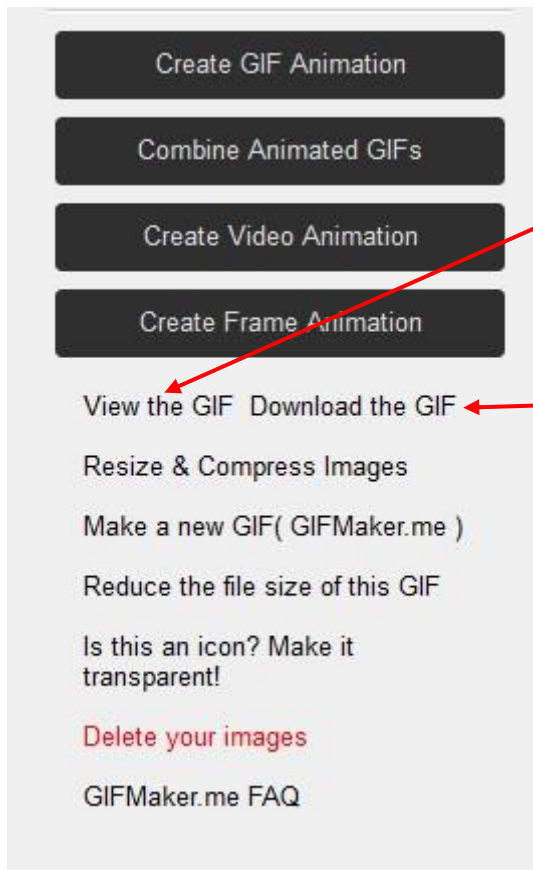 Create GIF Animation
Combine Animated GIFs
Create Video Animation
Create Frame Animation
View the GIF  Download the GIF
Resize & Compress Images
Make a new GIF( GIFMaker.me )
Reduce the file size of this GIF
Is this an icon? Make it
transparent!
Delete your images
GIFMaker.me FAQ